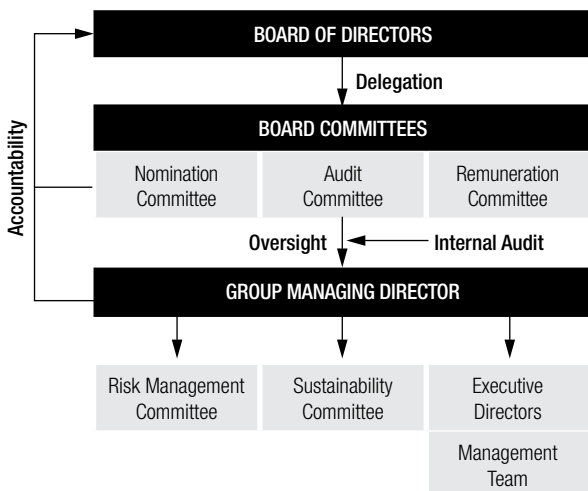 BOARD OF DIRECTORS
Delegation
BOARD COMMITTEES
Nomination
Committee
Audit
Committee
Remuneration
Committee
Accountability
Oversight
Internal Audit
GROUP MANAGING DIRECTOR
Risk Management
Committee
Sustainability
Committee
Executive
Directors
Management
Team